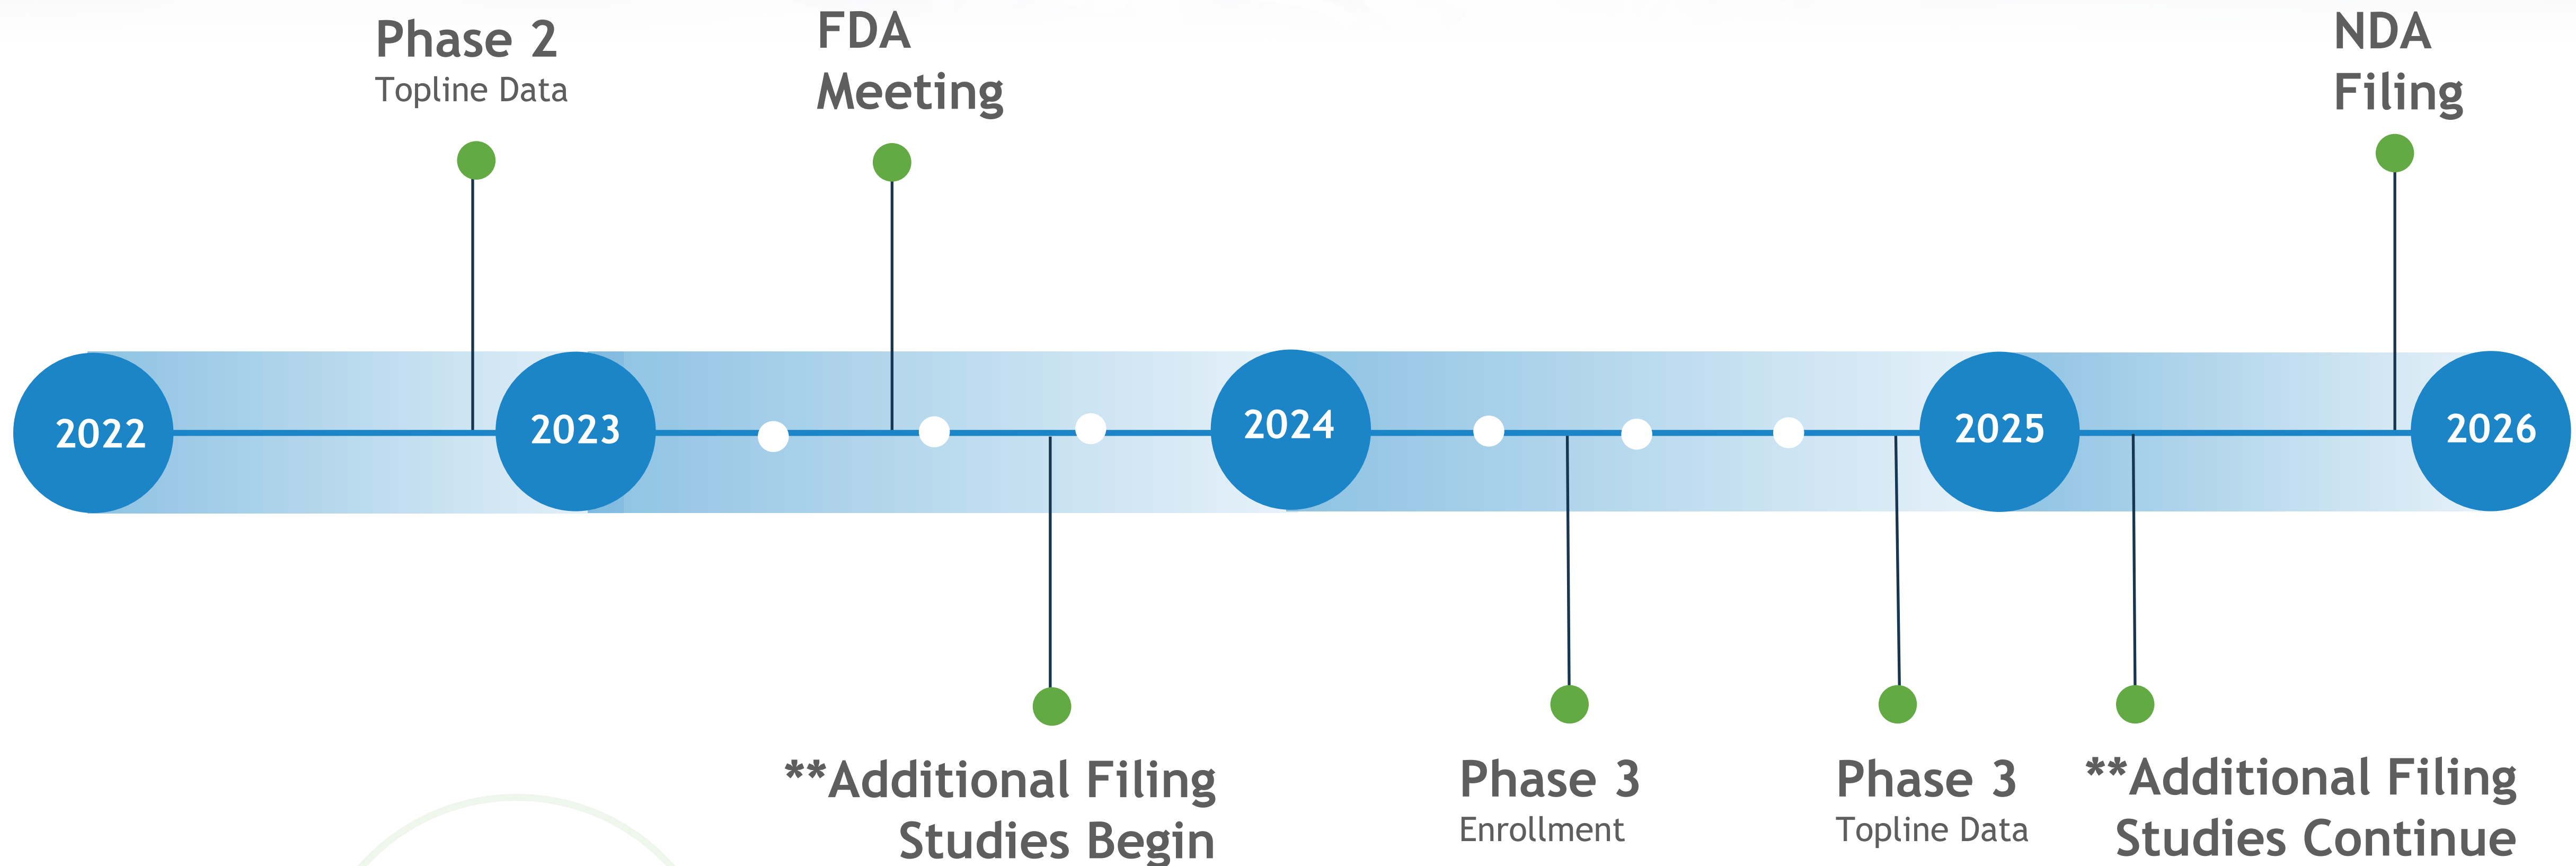 Phase 2
Topline Data
FDA
Meeting
NDA
Filing
2022
2023
2024
2025
2026
**Additional Filing
Studies Begin
Phase 3
Enrollment
Phase 3
Topline Data
**Additional Filing
Studies Continue